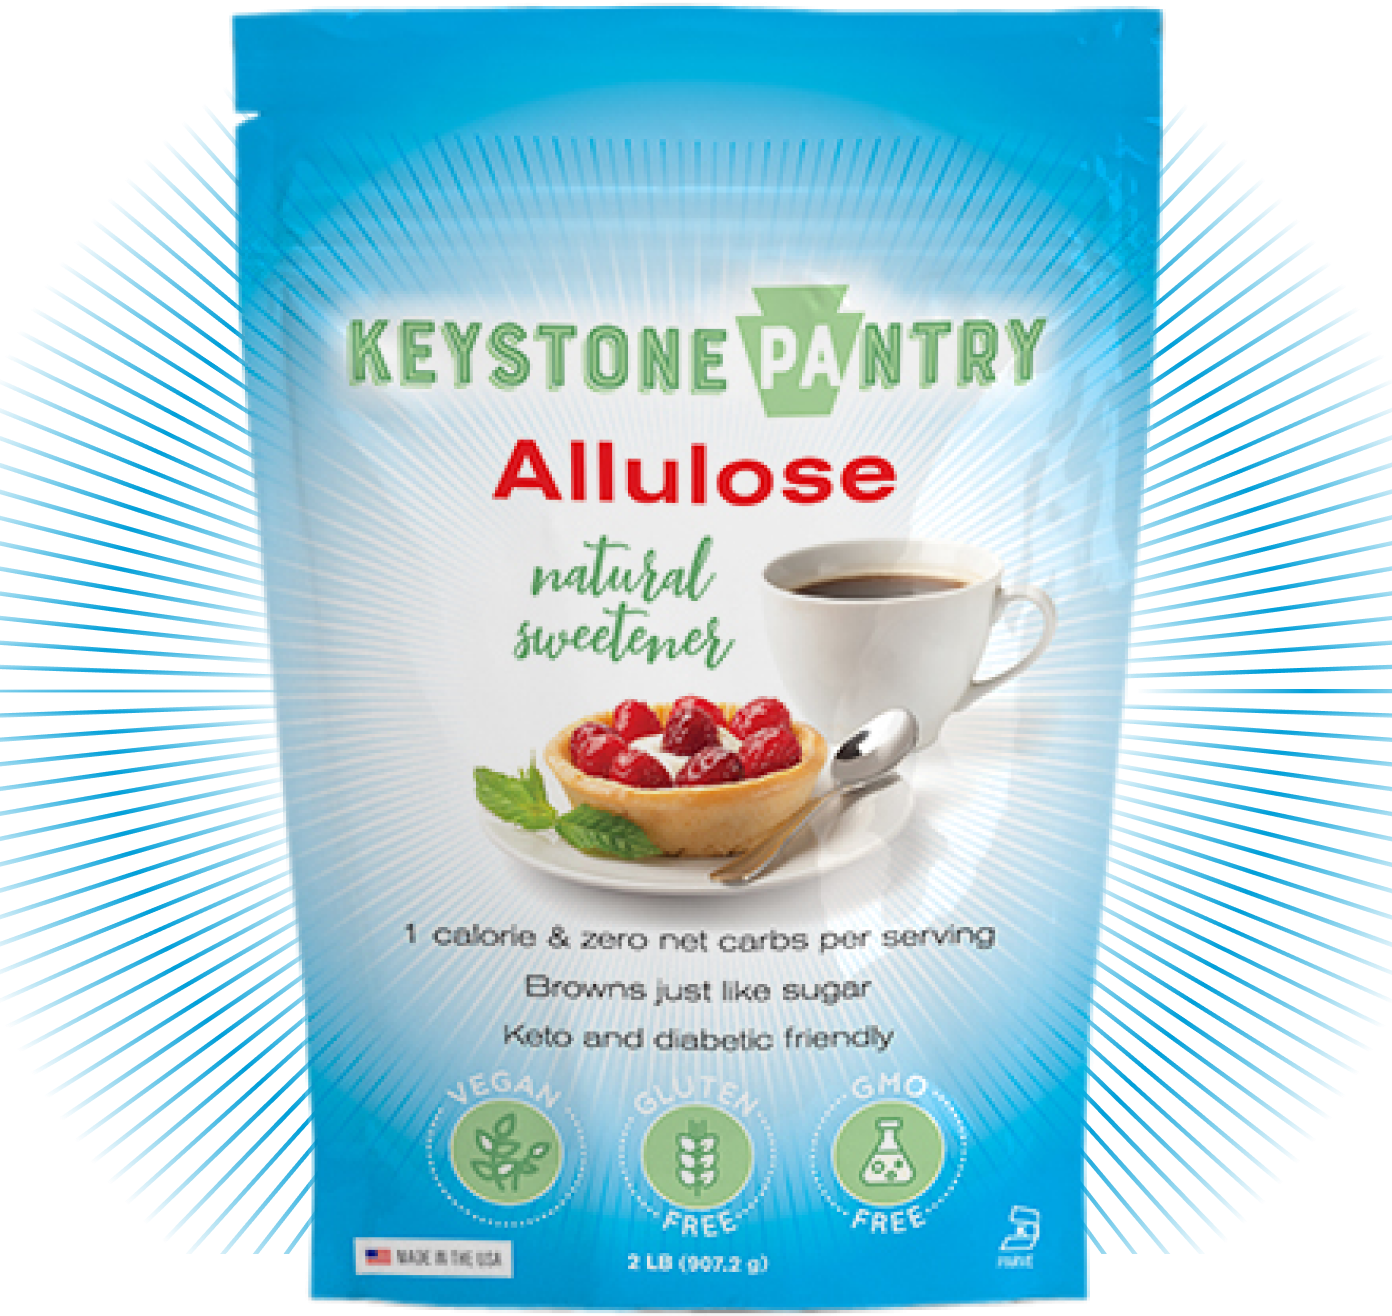 KEYSTONE PANTRY
Allulose
natural
sweetener
1 calorie & zero net carbs per serving
Browns just like sugar
Keto and diabetic friendly
VEGAN
GLUTEN
FREE
GMO
FREE
MADE IN THE USA
2 LB (907.2 g)